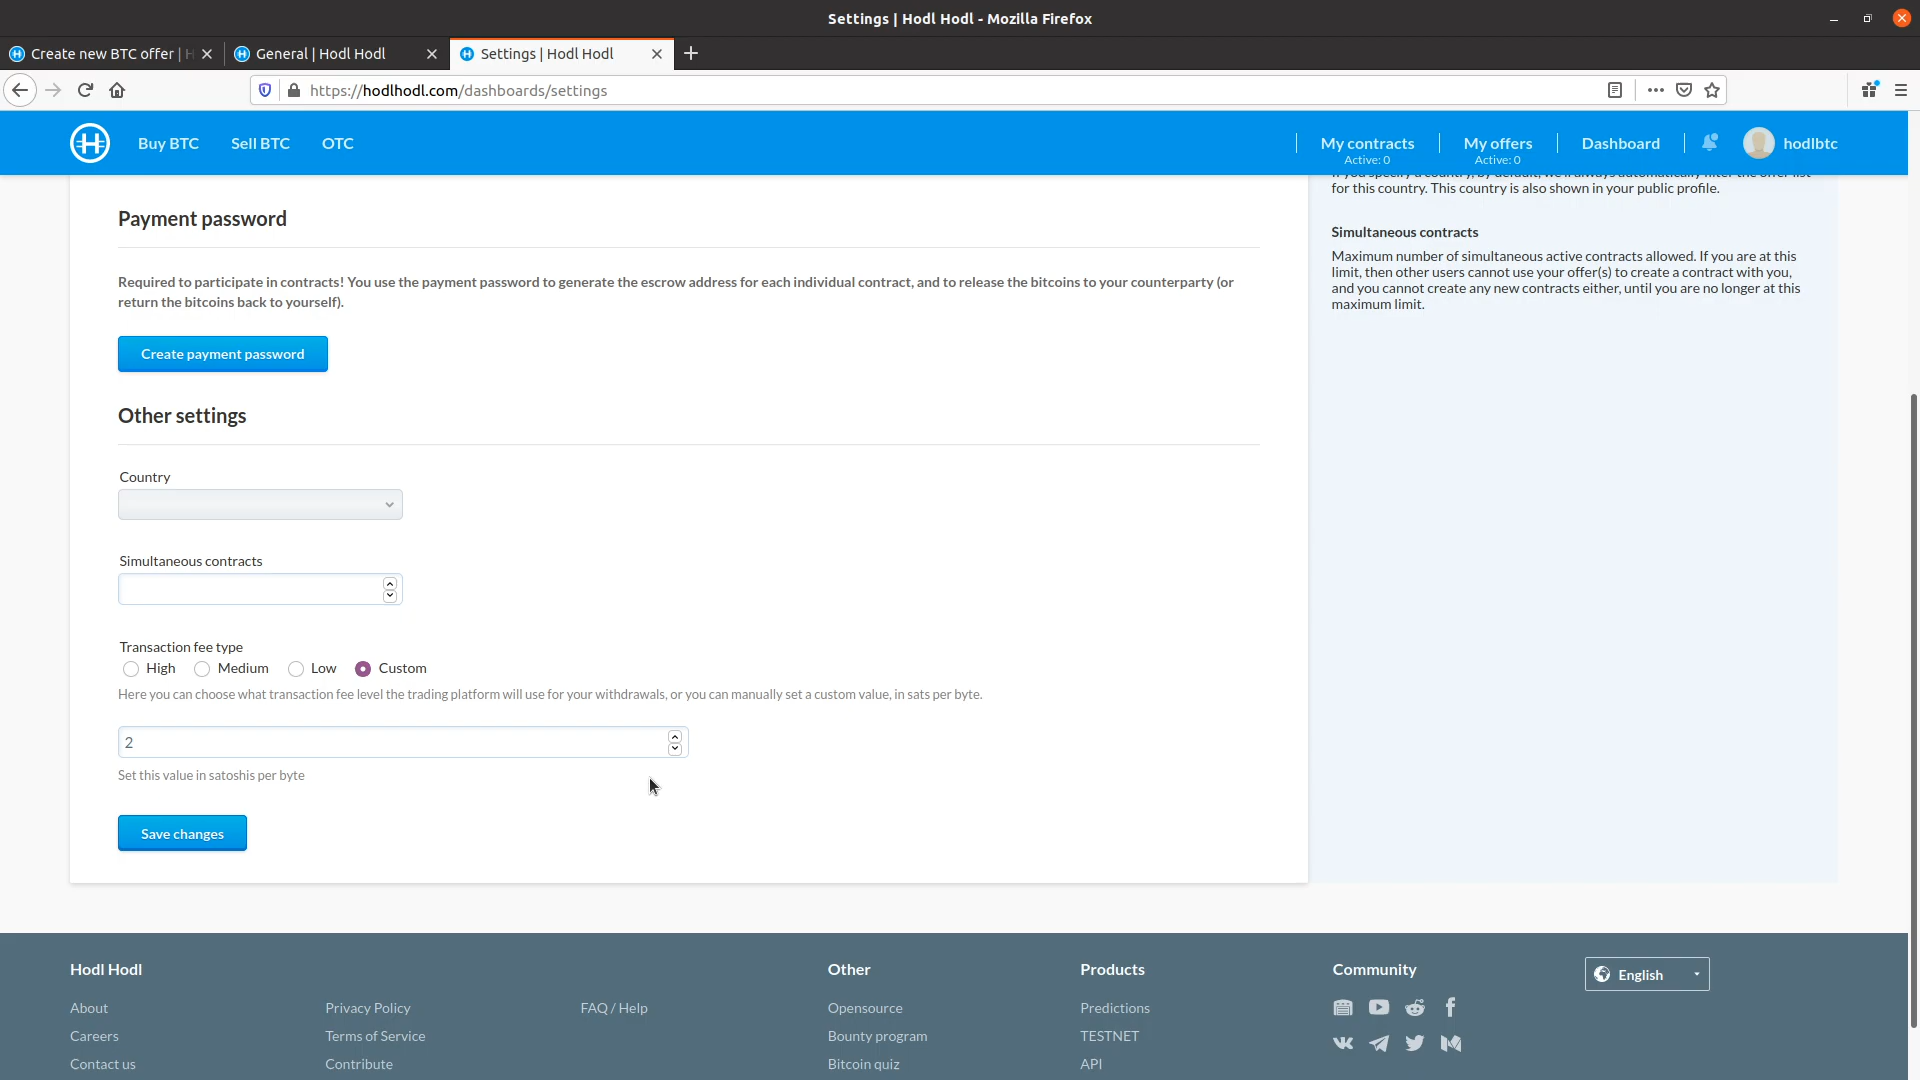 Settings | Hodl Hodl - Mozilla Firefox
Create new BTC offer |
General | Hodl Hodl
Settings | Hodl Hodl
https://hodlhodl.com/dashboards/settings
Buy BTC
Sell BTC
OTC
My contracts
Active: 0
My offers
Active: 0
Dashboard
hodlbtc
If you specify a country, by default, we'll always automatically filter the offer list
for this country. This country is also shown in your public profile.
Payment password
Required to participate in contracts! You use the payment password to generate the escrow address for each individual contract, and to release the bitcoins to your counterparty (or
return the bitcoins back to yourself).
Create payment password
Simultaneous contracts
Maximum number of simultaneous active contracts allowed. If you are at this
limit, then other users cannot use your offer(s) to create a contract with you,
and you cannot create any new contracts either, until you are no longer at this
maximum limit.
Other settings
Country
Simultaneous contracts
Transaction fee type
High
Medium
Low
Custom
Here you can choose what transaction fee level the trading platform will use for your withdrawals, or you can manually set a custom value, in sats per byte.
2
Set this value in satoshis per byte
Save changes
Hodl Hodl
About
Careers
Contact us
Privacy Policy
Terms of Service
Contribute
FAQ / Help
Other
Opensource
Bounty program
Bitcoin quiz
Products
Predictions
TESTNET
API
Community
English